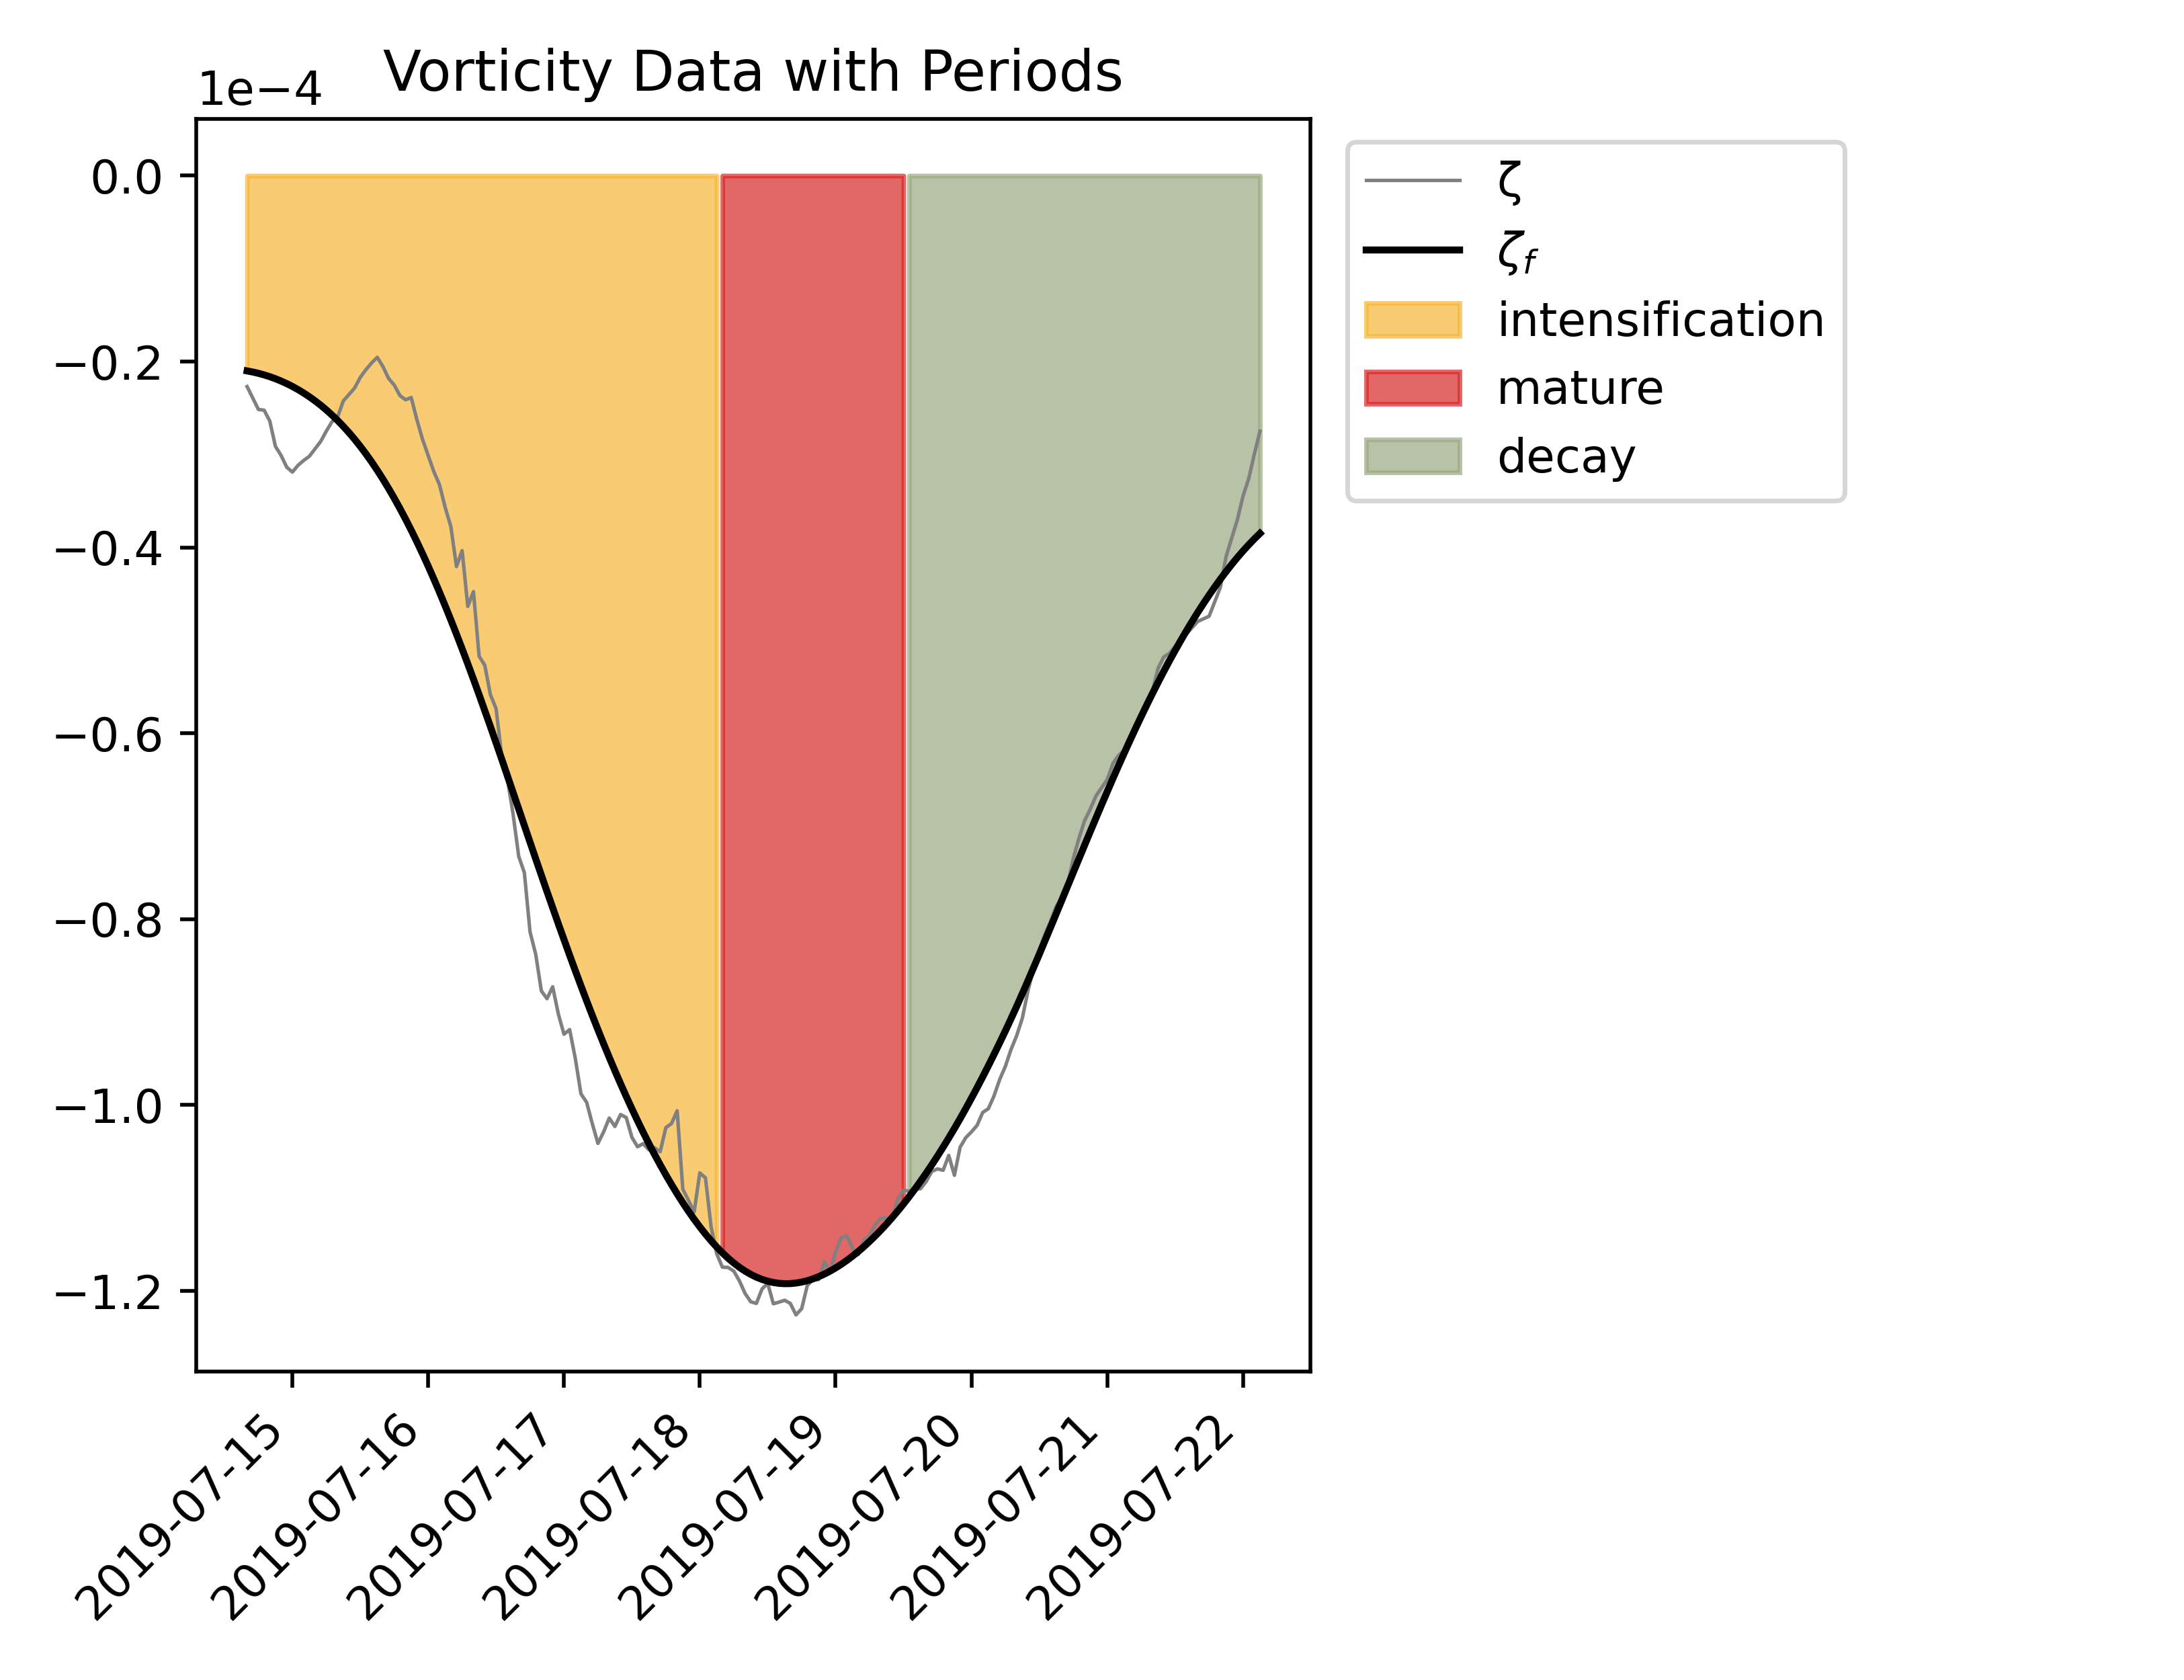 Vorticity Data with Periods
1e−4
0.0
−0.2
−0.4
−0.6
−0.8
−1.0
−1.2
2019-07-15
2019-07-16
2019-07-17
2019-07-18
2019-07-19
2019-07-20
2019-07-21
2019-07-22
ζ
ζf
intensification
mature
decay